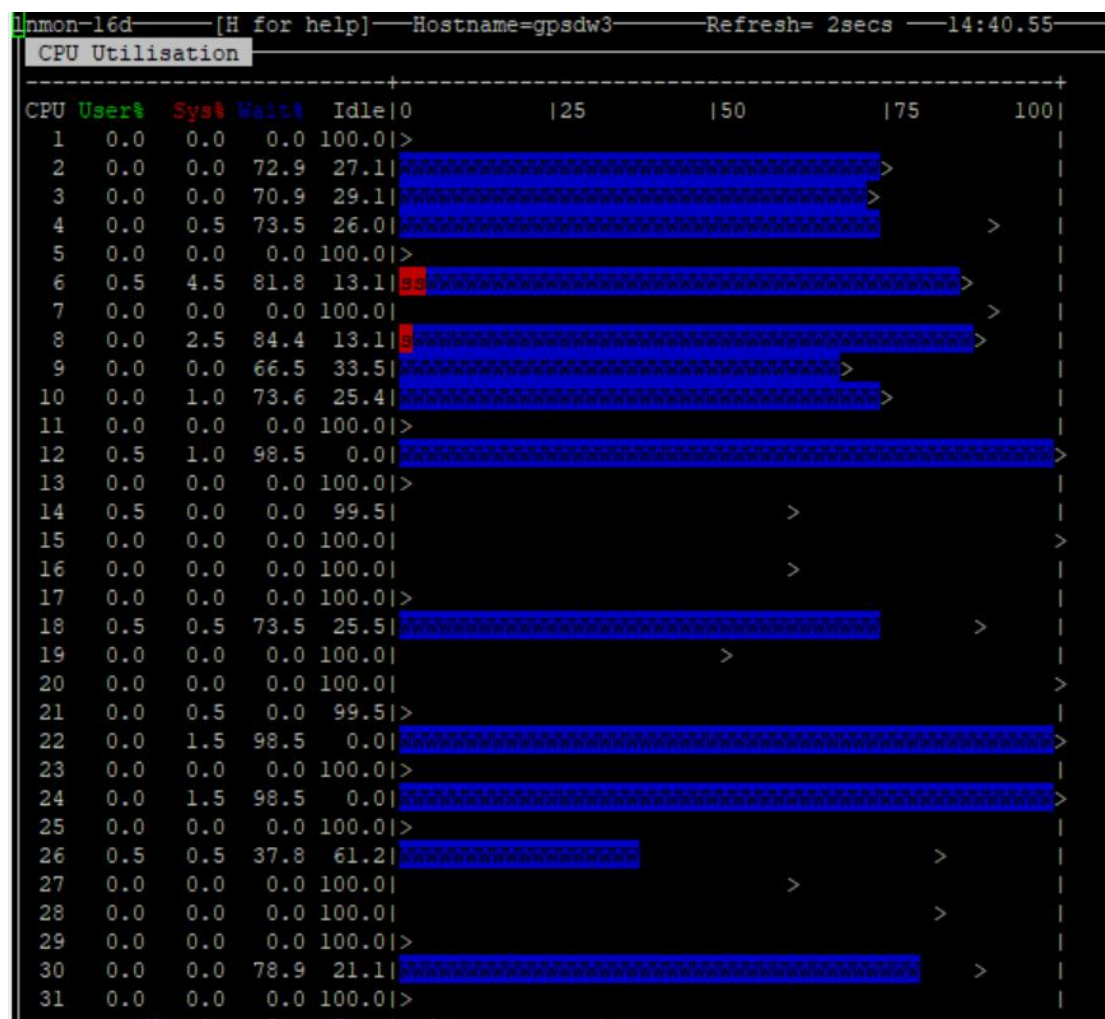 nmon-16d [H for help] Hostname=gpsdw3 Refresh= 2secs 14:40.55
CPU Utilisation
CPU User% Sys% Wait% Idle|0 |25 |50 |75 100|
1 0.0 0.0 0.0 100.0|> |
2 0.0 0.0 72.9 27.1|WWWWWWWWWWWWWWWWWWWWWWWWWWWWWWWWWWWW> |
3 0.0 0.0 70.9 29.1|WWWWWWWWWWWWWWWWWWWWWWWWWWWWWWWWWWW> |
4 0.0 0.5 73.5 26.0|WWWWWWWWWWWWWWWWWWWWWWWWWWWWWWWWWWWW > |
5 0.0 0.0 0.0 100.0|> |
6 0.5 4.5 81.8 13.1|ssWWWWWWWWWWWWWWWWWWWWWWWWWWWWWWWWWWWWWWWW> |
7 0.0 0.0 0.0 100.0| > |
8 0.0 2.5 84.4 13.1|sWWWWWWWWWWWWWWWWWWWWWWWWWWWWWWWWWWWWWWWWWW> |
9 0.0 0.0 66.5 33.5|WWWWWWWWWWWWWWWWWWWWWWWWWWWWWWWWW> |
10 0.0 1.0 73.6 25.4|WWWWWWWWWWWWWWWWWWWWWWWWWWWWWWWWWWWW> |
11 0.0 0.0 0.0 100.0|> |
12 0.5 1.0 98.5 0.0|WWWWWWWWWWWWWWWWWWWWWWWWWWWWWWWWWWWWWWWWWWWWWWWWW>
13 0.0 0.0 0.0 100.0|> |
14 0.5 0.0 0.0 99.5| > |
15 0.0 0.0 0.0 100.0| >
16 0.0 0.0 0.0 100.0| > |
17 0.0 0.0 0.0 100.0|> |
18 0.5 0.5 73.5 25.5|WWWWWWWWWWWWWWWWWWWWWWWWWWWWWWWWWWWW > |
19 0.0 0.0 0.0 100.0| > |
20 0.0 0.0 0.0 100.0| >
21 0.0 0.5 0.0 99.5|> |
22 0.0 1.5 98.5 0.0|WWWWWWWWWWWWWWWWWWWWWWWWWWWWWWWWWWWWWWWWWWWWWWWWW>
23 0.0 0.0 0.0 100.0|> |
24 0.0 1.5 98.5 0.0|WWWWWWWWWWWWWWWWWWWWWWWWWWWWWWWWWWWWWWWWWWWWWWWWW>
25 0.0 0.0 0.0 100.0|> |
26 0.5 0.5 37.8 61.2|WWWWWWWWWWWWWWWWWW > |
27 0.0 0.0 0.0 100.0| > |
28 0.0 0.0 0.0 100.0| > |
29 0.0 0.0 0.0 100.0|> |
30 0.0 0.0 78.9 21.1|WWWWWWWWWWWWWWWWWWWWWWWWWWWWWWWWWWWWWWW > |
31 0.0 0.0 0.0 100.0|> |